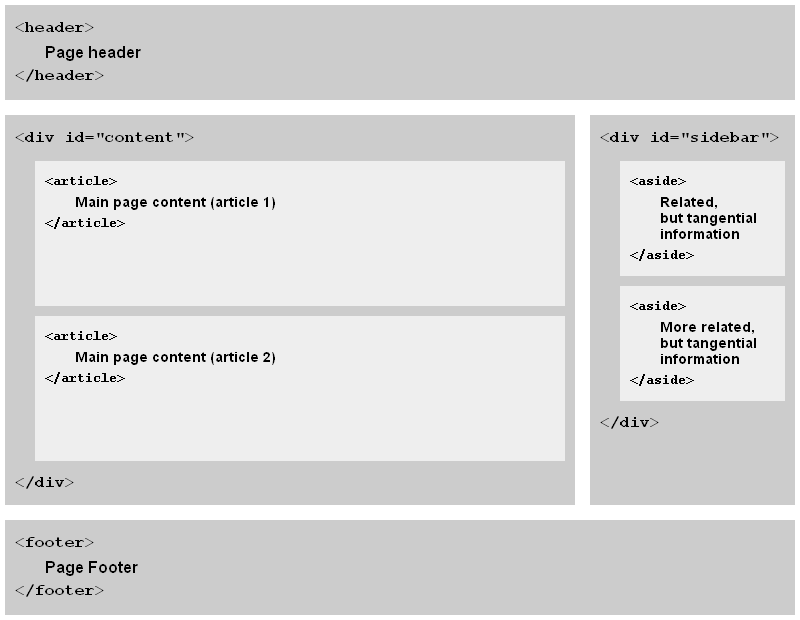 <header>
Page header
</header>
<div id="content">
<article>
Main page content (article 1)
</article>
<article>
Main page content (article 2)
</article>
</div>
<div id="sidebar">
<aside>
Related,
but tangential
information
</aside>
<aside>
More related,
but tangential
information
</aside>
</div>
<footer>
Page Footer
</footer>